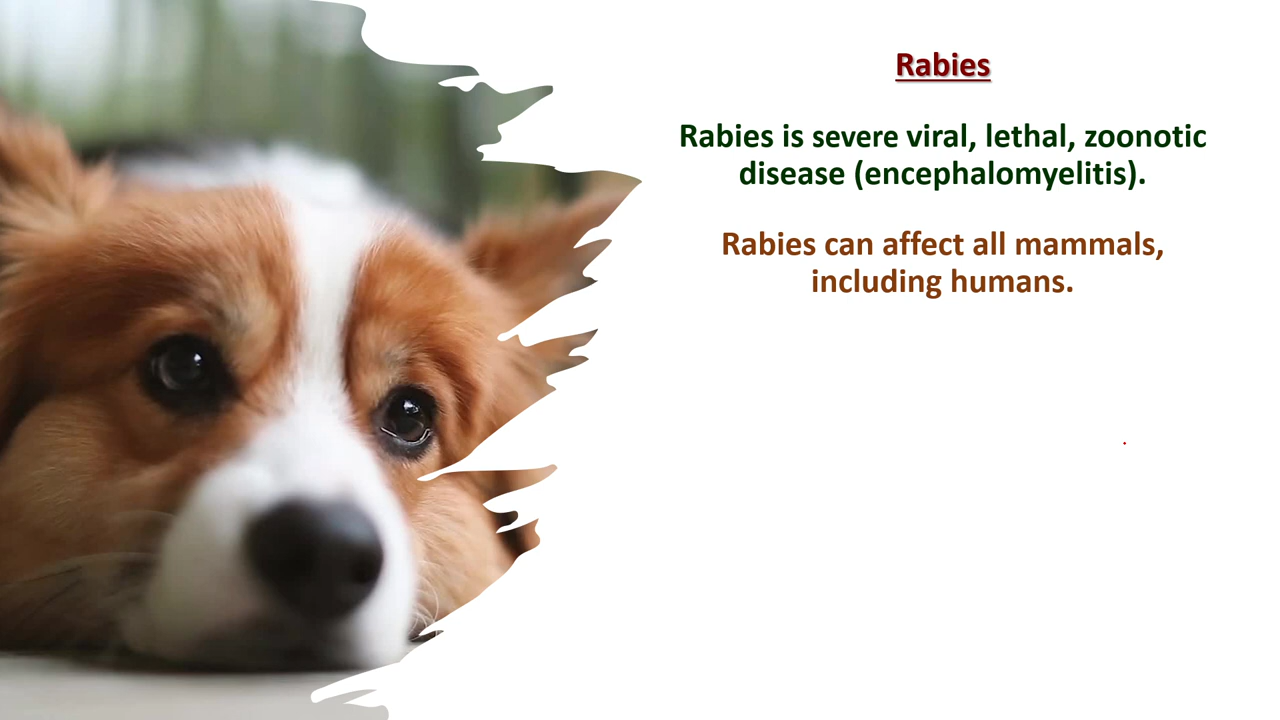 Rabies
Rabies is severe viral, lethal, zoonotic
disease (encephalomyelitis).
Rabies can affect all mammals,
including humans.